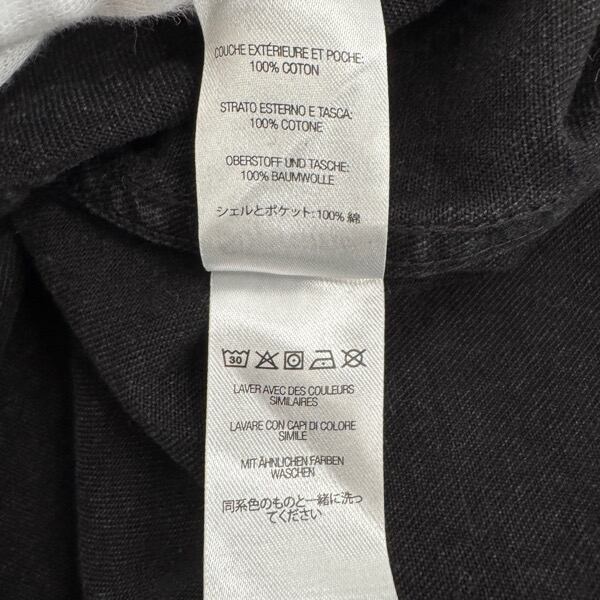 COUCHE EXTÉRIEURE ET POCHE:
100% COTON
STRATO ESTERNO E TASCA:
100% COTONE
OBERSTOFF UND TASCHE:
100% BAUMWOLLE
シェルとポケット:100% 綿
30
LAVER AVEC DES COULEURS
SIMILAIRES
LAVARE CON CAPI DI COLORE
SIMILE
MIT ÄHNLICHEN FARBEN
WASCHEN
同系色のものと一緒に洗っ
てください